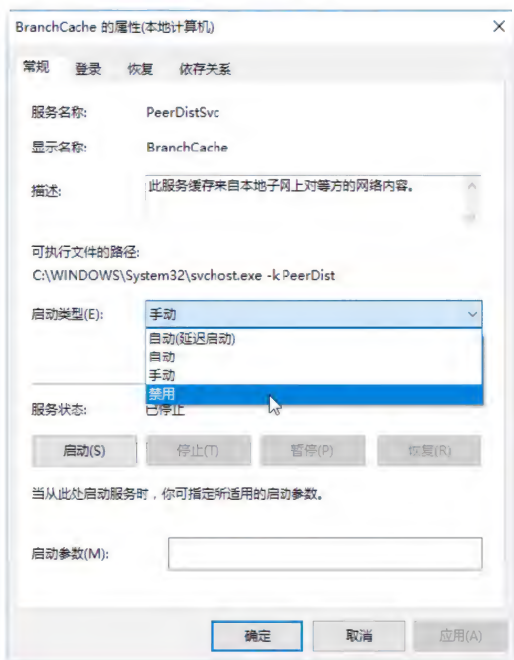 BranchCache 的属性(本地计算机)
常规 登录 恢复 依存关系
服务名称: PeerDistSvc
显示名称: BranchCache
描述: 此服务缓存来自本地子网上对等方的网络内容。
可执行文件的路径:
C:\WINDOWS\System32\svchost.exe -k PeerDist
启动类型(E): 手动
自动(延迟启动)
自动
手动
禁用
服务状态: 已停止
启动(S) 停止(T) 暂停(P) 恢复(R)
当从此处启动服务时，你可指定所适用的启动参数。
启动参数(M):
确定 取消 应用(A)